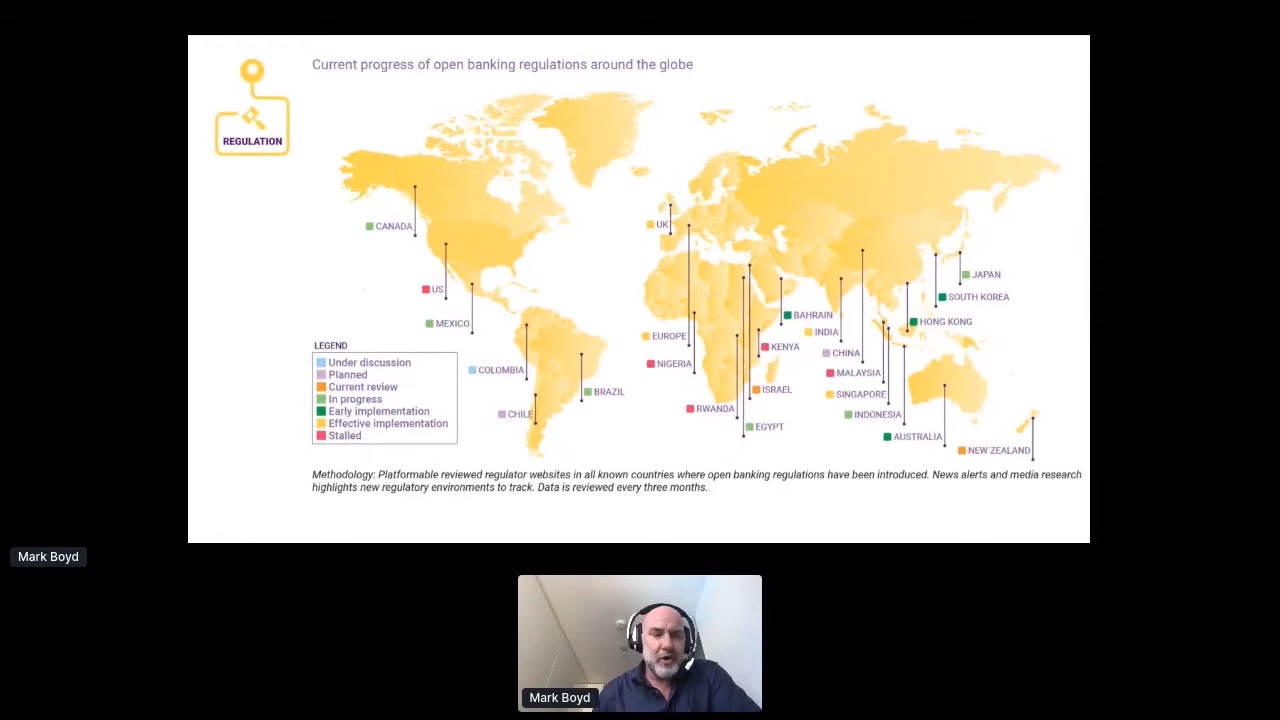 Current progress of open banking regulations around the globe
REGULATION
CANADA
US
MEXICO
COLOMBIA
CHILE
BRAZIL
UK
EUROPE
NIGERIA
RWANDA
EGYPT
ISRAEL
KENYA
BAHRAIN
INDIA
CHINA
MALAYSIA
SINGAPORE
INDONESIA
AUSTRALIA
NEW ZEALAND
HONG KONG
SOUTH KOREA
JAPAN
LEGEND
Under discussion
Planned
Current review
In progress
Early implementation
Effective implementation
Stalled
Methodology: Platformable reviewed regulator websites in all known countries where open banking regulations have been introduced. News alerts and media research
highlights new regulatory environments to track. Data is reviewed every three months.
Mark Boyd
Mark Boyd